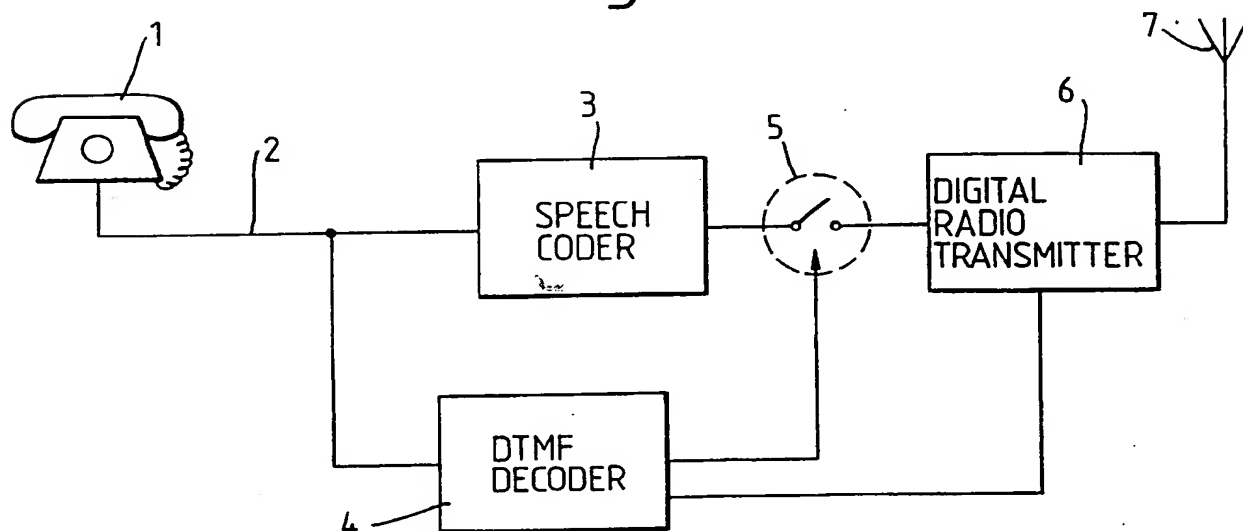 1
2
3
SPEECH
CODER
5
6
DIGITAL
RADIO
TRANSMITTER
7
DTMF
DECODER
4